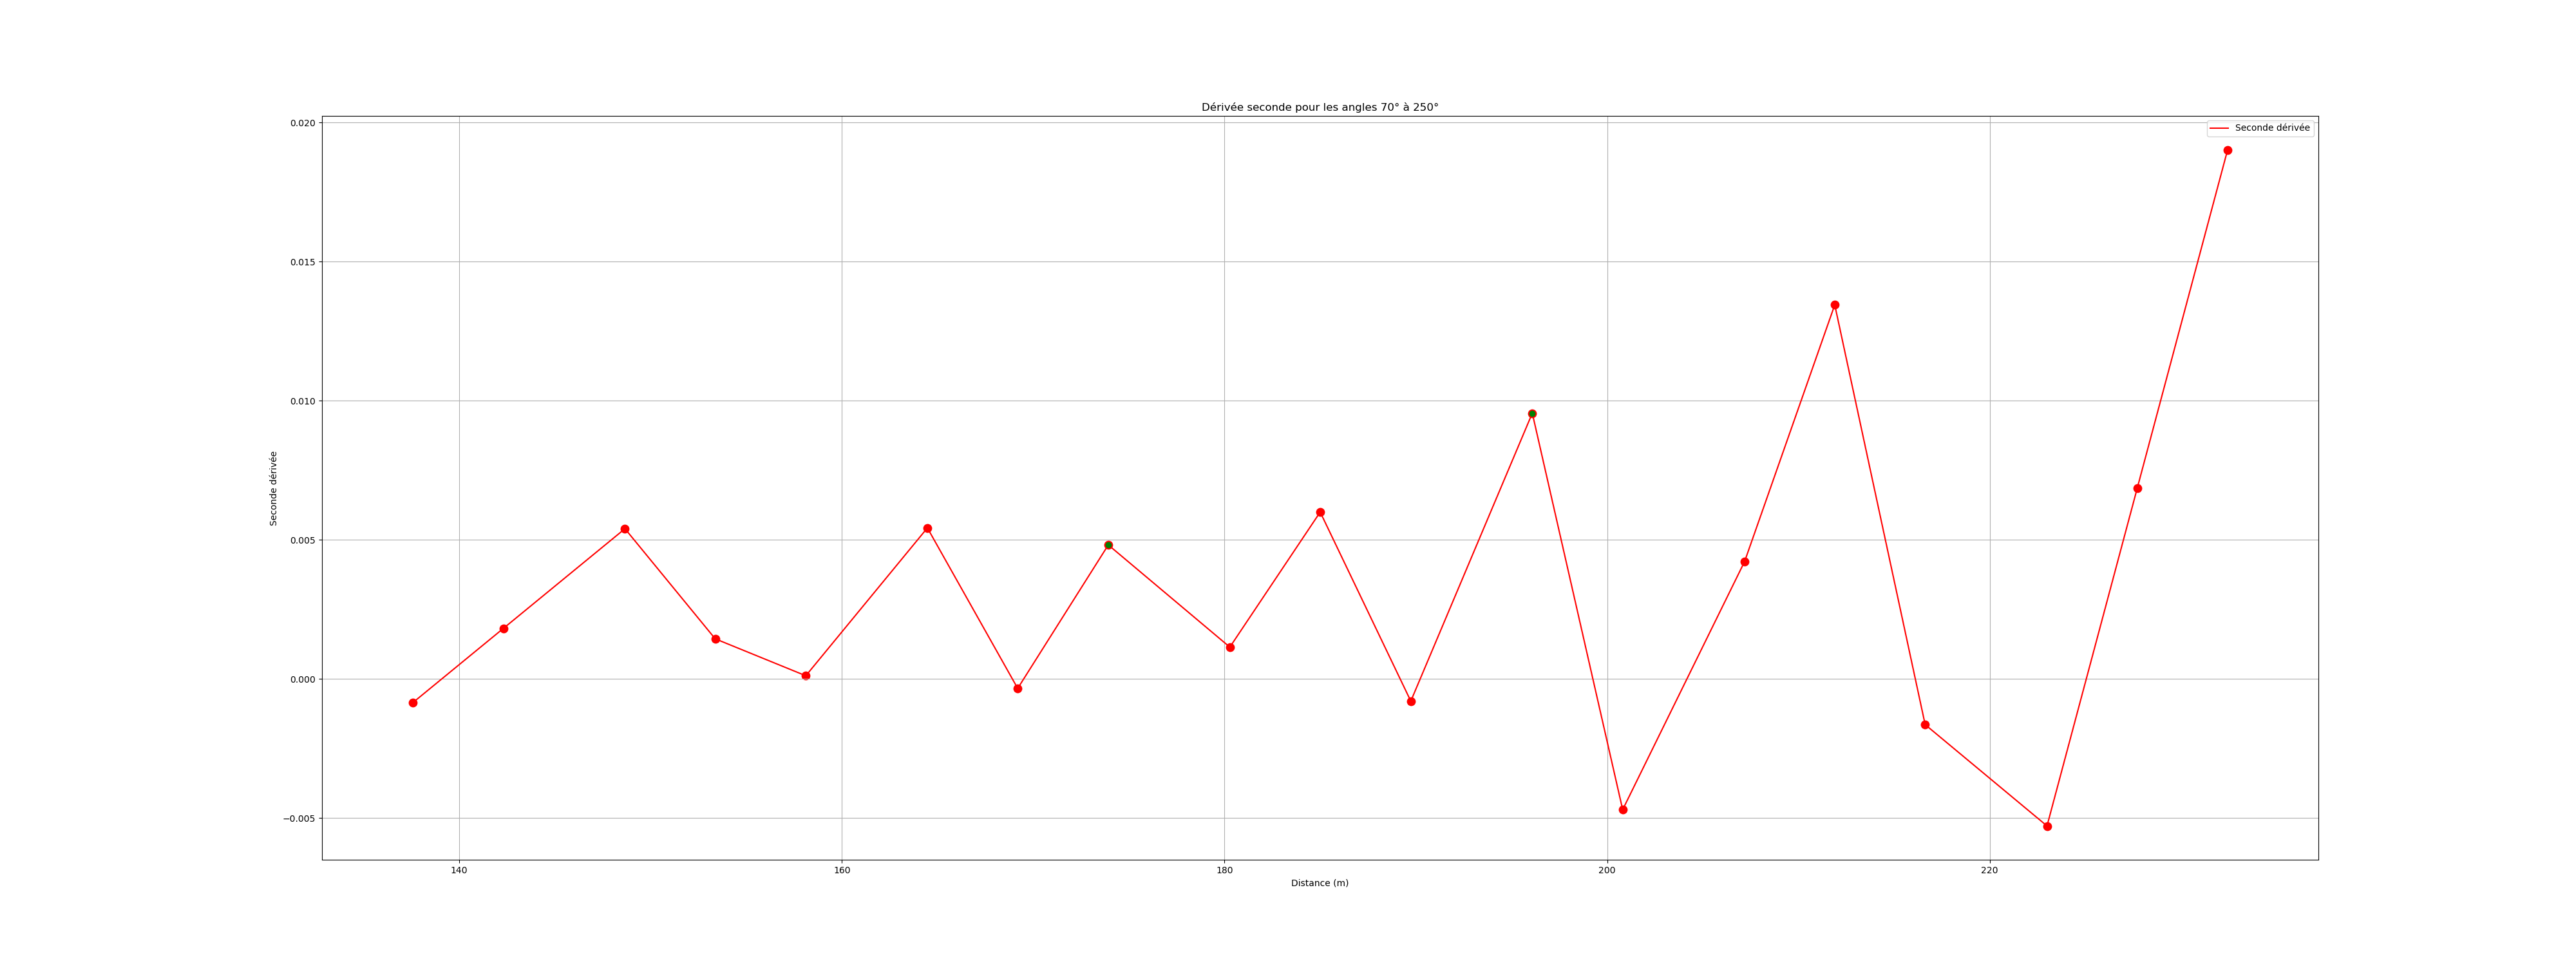 Dérivée seconde pour les angles 70° à 250°
Seconde dérivée
0.020
0.015
0.010
0.005
0.000
−0.005
Seconde dérivée
140
160
180
200
220
Distance (m)